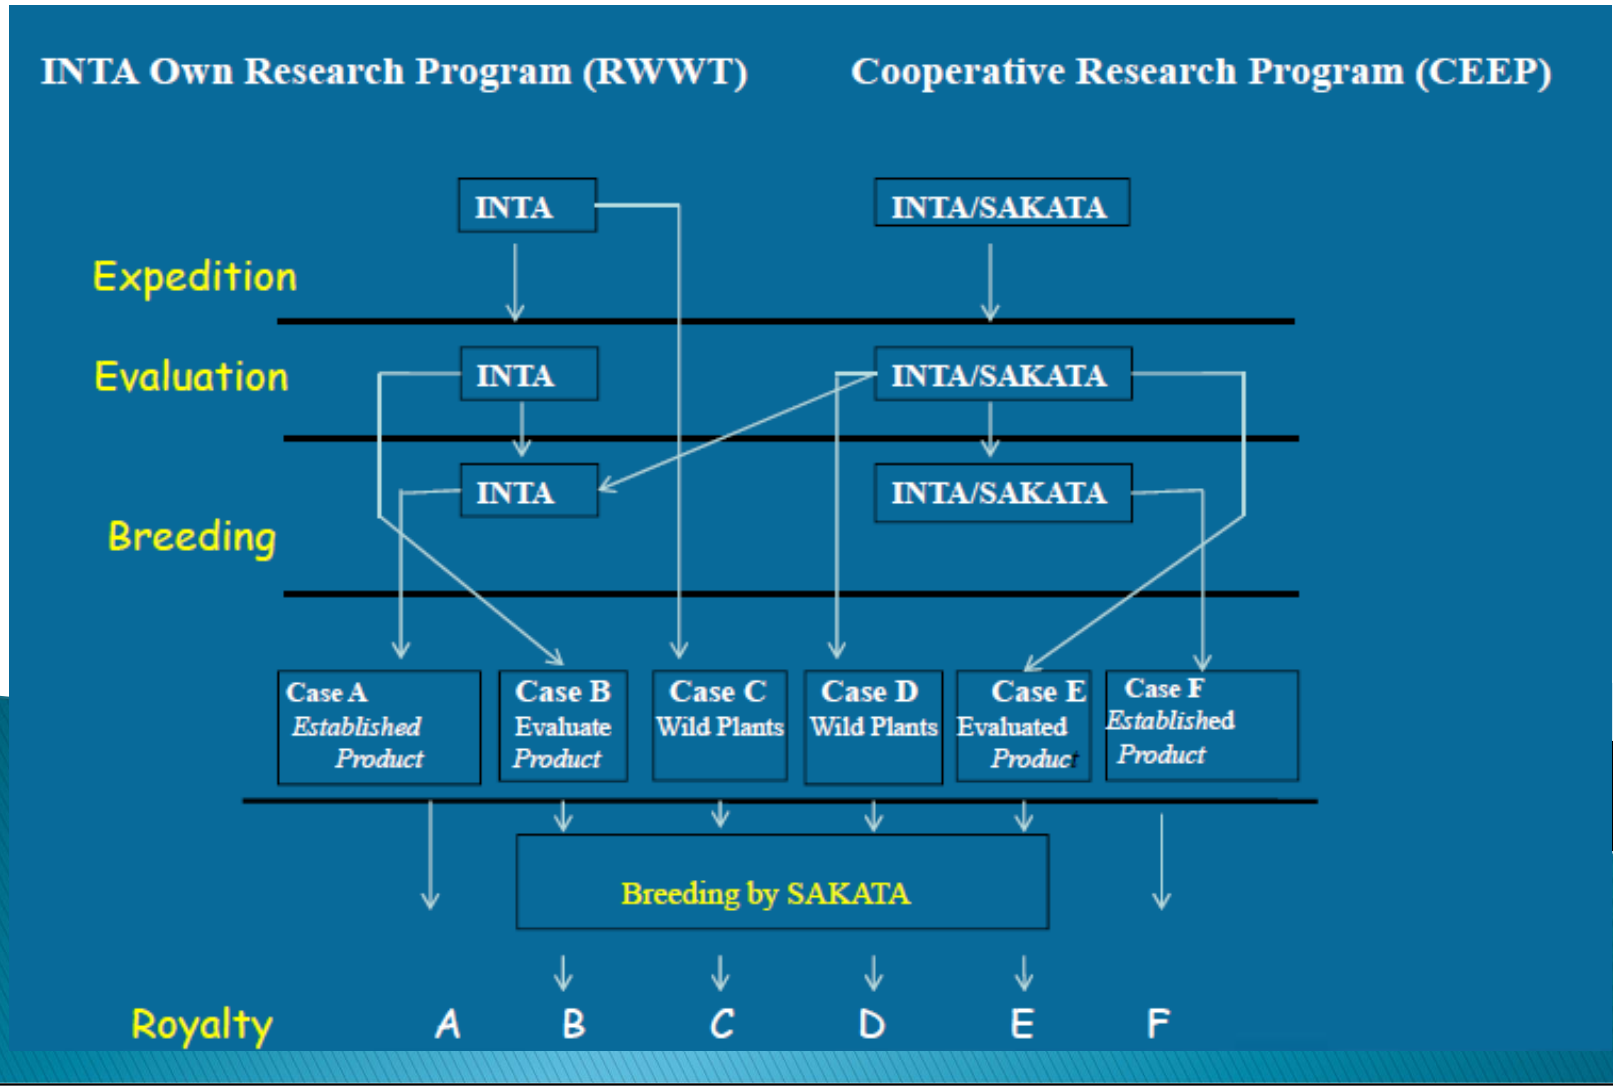 INTA Own Research Program (RWWT)
Cooperative Research Program (CEEP)
INTA
INTA/SAKATA
Expedition
Evaluation
INTA
INTA/SAKATA
INTA
INTA/SAKATA
Breeding
Case A
Established
Product
Case B
Evaluate
Product
Case C
Wild Plants
Case D
Wild Plants
Case E
Evaluated
Product
Case F
Established
Product
Breeding by SAKATA
Royalty
A
B
C
D
E
F